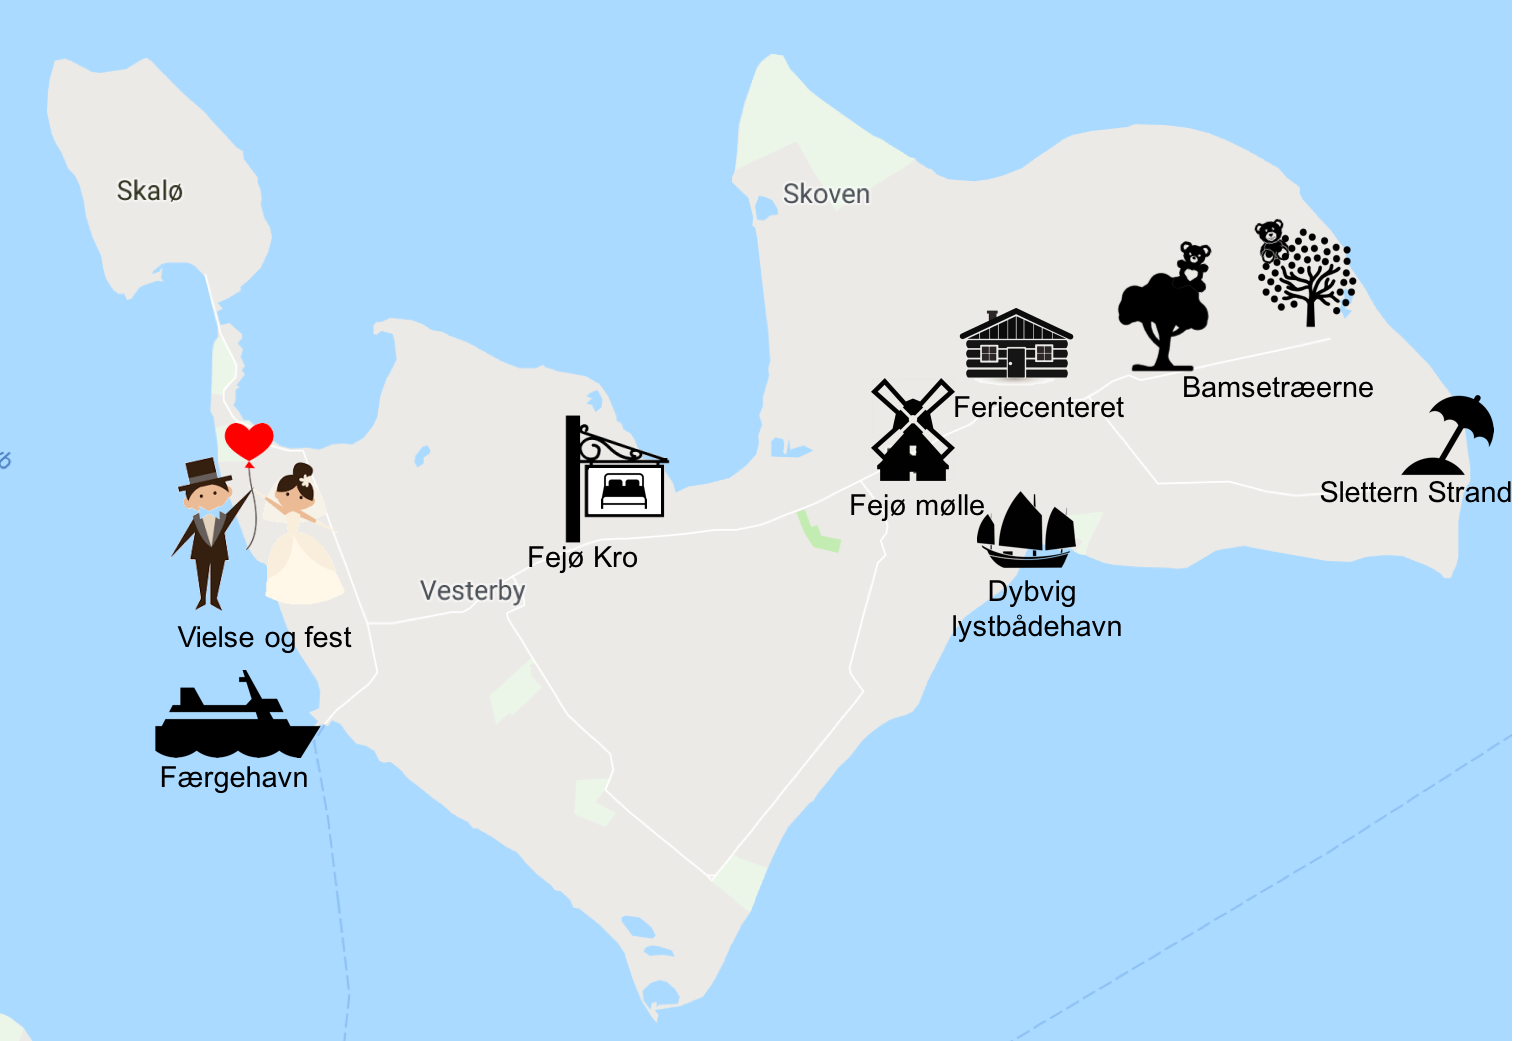 Skalø
Skoven
Bamsetræerne
Feriecenteret
Slettern Strand
Fejø mølle
Fejø Kro
Vesterby
Dybvig
lystbådehavn
Vielse og fest
Færgehavn